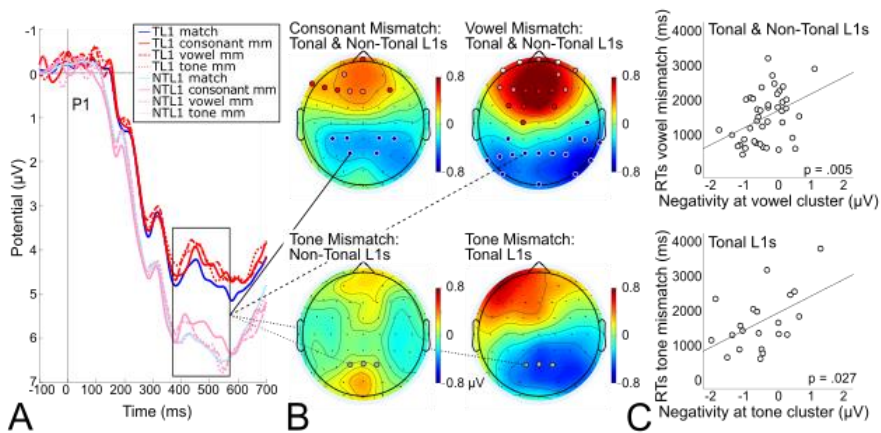 -1
0
1
2
3
4
5
6
7
Potential (µV)
P1
TL1 match
TL1 consonant mm
TL1 vowel mm
TL1 tone mm
NTL1 match
NTL1 consonant mm
NTL1 vowel mm
NTL1 tone mm
-100 0 100 200 300 400 500 600 700
Time (ms)
A
Consonant Mismatch:
Tonal & Non-Tonal L1s
0.8
0
-0.8
Vowel Mismatch:
Tonal & Non-Tonal L1s
0.8
0
-0.8
Tone Mismatch:
Non-Tonal L1s
0.8
0
-0.8 µV
Tone Mismatch:
Tonal L1s
0.8
0
-0.8
B
Tonal & Non-Tonal L1s
RTs vowel mismatch (ms)
4000
3000
2000
1000
0
p = .005
-2 -1 0 1 2
Negativity at vowel cluster (µV)
Tonal L1s
RTs tone mismatch (ms)
4000
3000
2000
1000
0
p = .027
-2 -1 0 1 2
Negativity at tone cluster (µV)
C